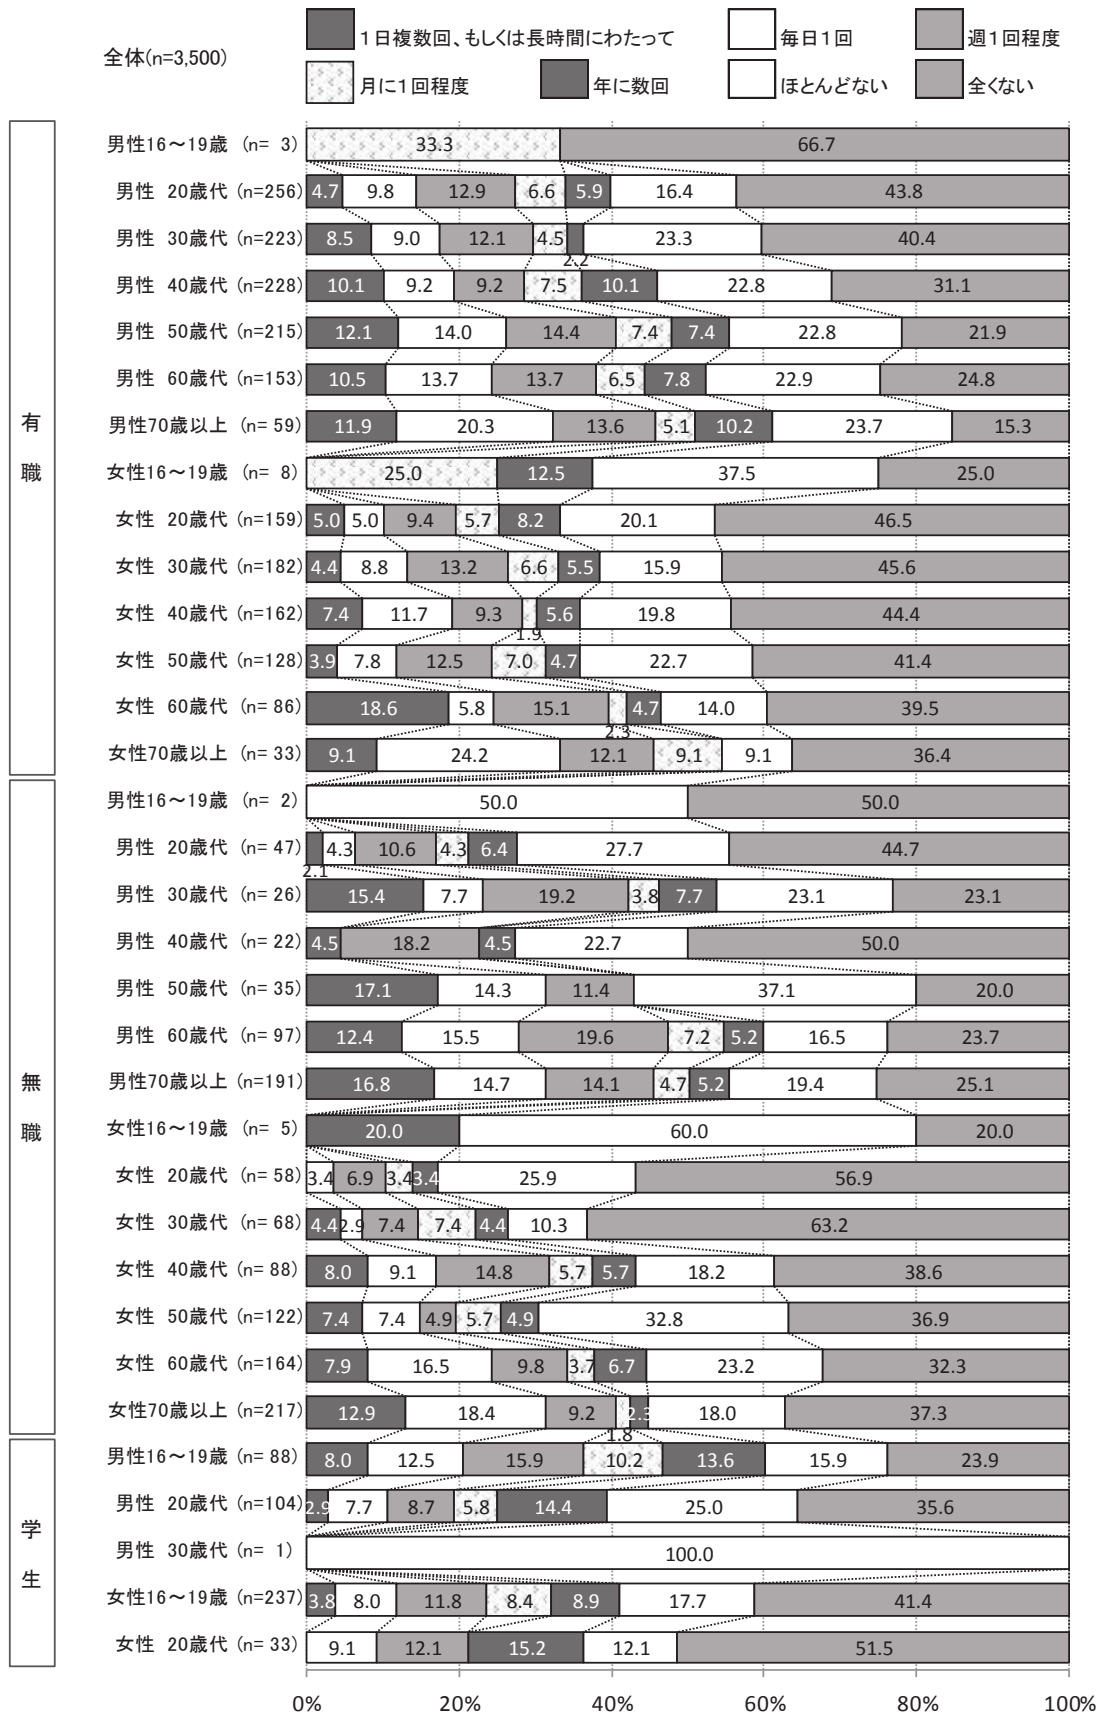 全体(n=3,500)
1日複数回、もしくは長時間にわたって 毎日1回 週1回程度
月に1回程度 年に数回 ほとんどない 全くない
有職
男性16～19歳 (n= 3) 33.3 66.7
男性 20歳代 (n=256) 4.7 9.8 12.9 6.6 5.9 16.4 43.8
男性 30歳代 (n=223) 8.5 9.0 12.1 4.5 2.2 23.3 40.4
男性 40歳代 (n=228) 10.1 9.2 9.2 7.5 10.1 22.8 31.1
男性 50歳代 (n=215) 12.1 14.0 14.4 7.4 7.4 22.8 21.9
男性 60歳代 (n=153) 10.5 13.7 13.7 6.5 7.8 22.9 24.8
男性70歳以上 (n= 59) 11.9 20.3 13.6 5.1 10.2 23.7 15.3
女性16～19歳 (n= 8) 25.0 12.5 37.5 25.0
女性 20歳代 (n=159) 5.0 5.0 9.4 5.7 8.2 20.1 46.5
女性 30歳代 (n=182) 4.4 8.8 13.2 6.6 5.5 15.9 45.6
女性 40歳代 (n=162) 7.4 11.7 9.3 1.9 5.6 19.8 44.4
女性 50歳代 (n=128) 3.9 7.8 12.5 7.0 4.7 22.7 41.4
女性 60歳代 (n= 86) 18.6 5.8 15.1 2.3 4.7 14.0 39.5
女性70歳以上 (n= 33) 9.1 24.2 12.1 9.1 9.1 36.4
無職
男性16～19歳 (n= 2) 50.0 50.0
男性 20歳代 (n= 47) 2.1 4.3 10.6 4.3 6.4 27.7 44.7
男性 30歳代 (n= 26) 15.4 7.7 19.2 3.8 7.7 23.1 23.1
男性 40歳代 (n= 22) 4.5 18.2 4.5 22.7 50.0
男性 50歳代 (n= 35) 17.1 14.3 11.4 37.1 20.0
男性 60歳代 (n= 97) 12.4 15.5 19.6 7.2 5.2 16.5 23.7
男性70歳以上 (n=191) 16.8 14.7 14.1 4.7 5.2 19.4 25.1
女性16～19歳 (n= 5) 20.0 60.0 20.0
女性 20歳代 (n= 58) 3.4 6.9 3.4 3.4 25.9 56.9
女性 30歳代 (n= 68) 4.4 2.9 7.4 7.4 4.4 10.3 63.2
女性 40歳代 (n= 88) 8.0 9.1 14.8 5.7 5.7 18.2 38.6
女性 50歳代 (n=122) 7.4 7.4 4.9 5.7 4.9 32.8 36.9
女性 60歳代 (n=164) 7.9 16.5 9.8 3.7 6.7 23.2 32.3
女性70歳以上 (n=217) 12.9 18.4 9.2 1.8 2.3 18.0 37.3
学生
男性16～19歳 (n= 88) 8.0 12.5 15.9 10.2 13.6 15.9 23.9
男性 20歳代 (n=104) 2.9 7.7 8.7 5.8 14.4 25.0 35.6
男性 30歳代 (n= 1) 100.0
女性16～19歳 (n=237) 3.8 8.0 11.8 8.4 8.9 17.7 41.4
女性 20歳代 (n= 33) 9.1 12.1 15.2 12.1 51.5
0% 20% 40% 60% 80% 100%